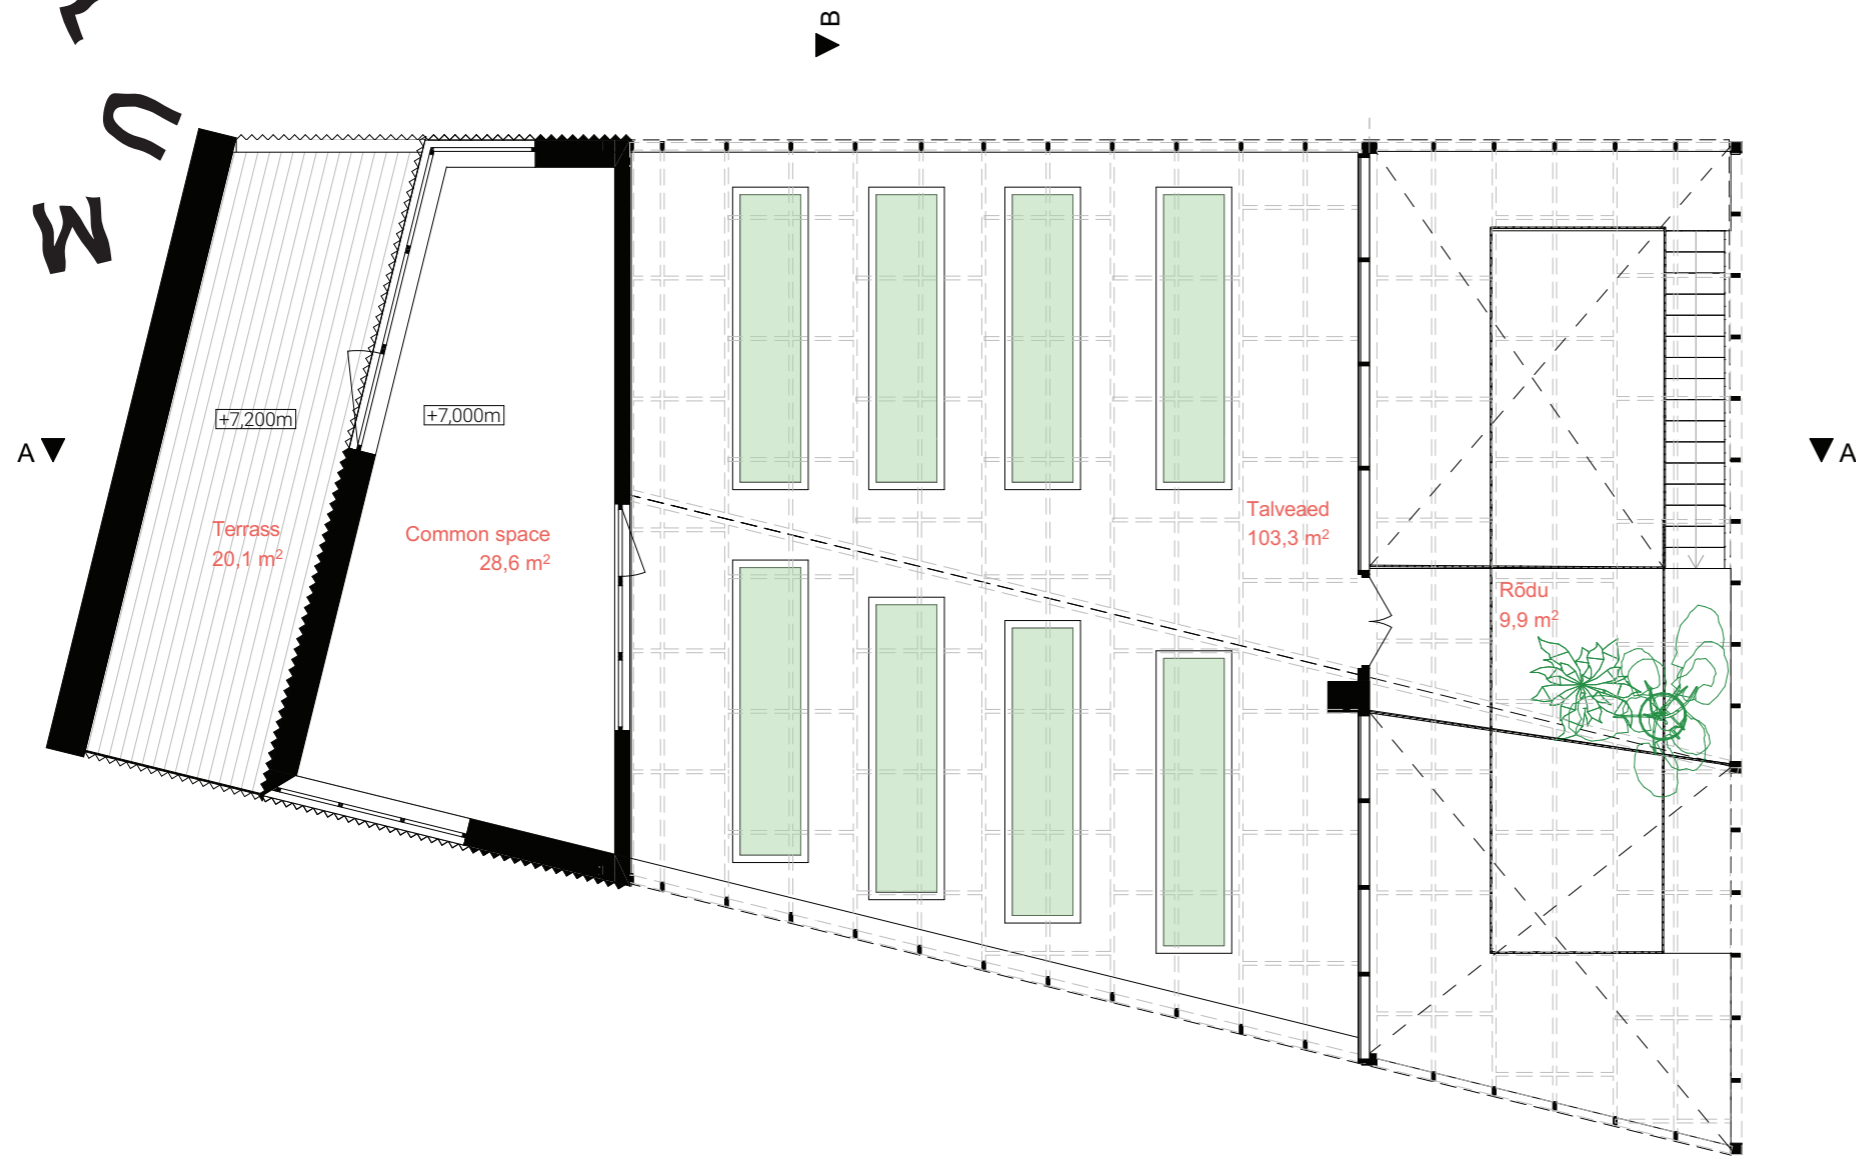 B
U
M
+7,200m
+7,000m
A
A
Talveaed
103,3 m²
Terrass
20,1 m²
Common space
28,6 m²
Rõdu
9,9 m²